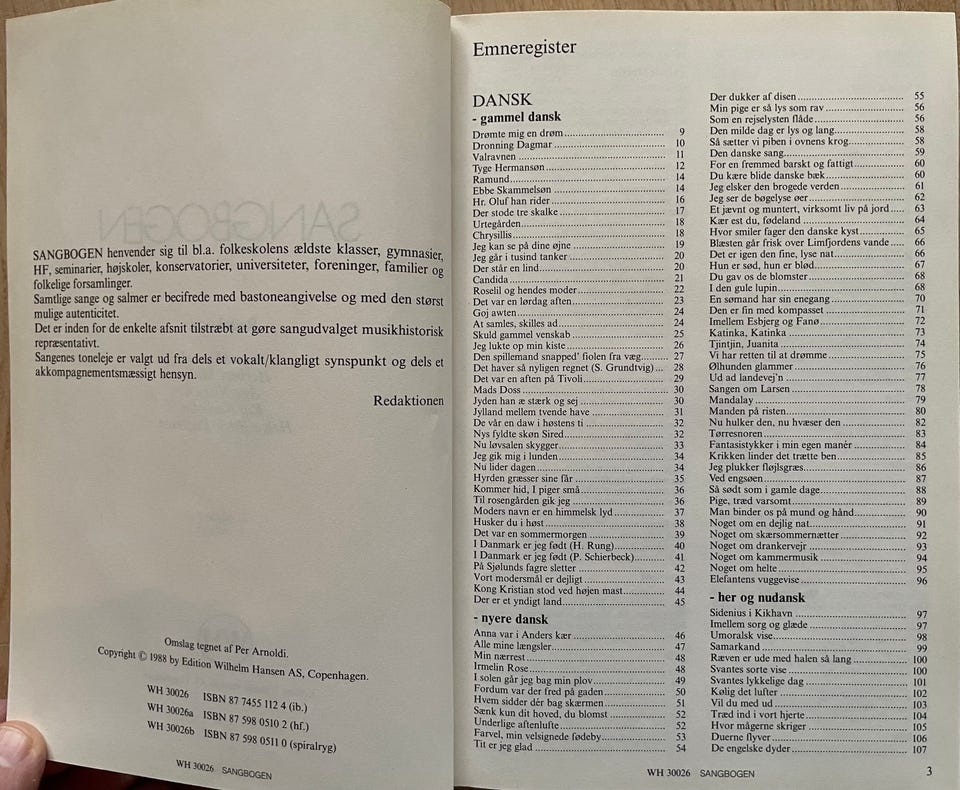 SANGBOGEN henvender sig til bl.a. folkeskolens ældste klasser, gymnasier,
HF, seminarier, højskoler, konservatorier, universiteter, foreninger, familier og
folkelige forsamlinger.
Samtlige sange og salmer er becifrede med bastoneangivelse og med den størst
mulige autenticitet.
Det er inden for de enkelte afsnit tilstræbt at gøre sangudvalget musikhistorisk
repræsentativt.
Sangenes toneleje er valgt ud fra dels et vokalt/klangligt synspunkt og dels et
akkompagnementsmæssigt hensyn.
Redaktionen
Omslag tegnet af Per Arnoldi.
Copyright © 1988 by Edition Wilhelm Hansen AS, Copenhagen.
WH 30026 ISBN 87 7455 112 4 (ib.)
WH 30026a ISBN 87 598 0510 2 (hf.)
WH 30026b ISBN 87 598 0511 0 (spiralryg)
WH 30026 SANGBOGEN
Emneregister
DANSK
- gammel dansk
Drømte mig en drøm 9
Dronning Dagmar 10
Valravnen 11
Tyge Hermansøn 12
Ramund 14
Ebbe Skammelsøn 14
Hr. Oluf han rider 16
Der stode tre skalke 17
Urtegården 18
Chrysillis 18
Jeg kan se på dine øjne 19
Jeg går i tusind tanker 20
Der står en lind 20
Candida 21
Roselil og hendes moder 22
Det var en lørdag aften 23
Goj awten 24
At samles, skilles ad 24
Skuld gammel venskab 25
Jeg lukte op min kiste 26
Den spillemand snapped' fiolen fra væg 27
Det haver så nyligen regnet (S. Grundtvig) 28
Det var en aften på Tivoli 29
Mads Doss 30
Jyden han æ stærk og sej 30
Jylland mellem tvende have 31
De vår en daw i høstens ti 32
Nys fyldte skøn Sired 32
Nu løvsalen skygger 33
Jeg gik mig i lunden 34
Nu lider dagen 34
Hyrden græsser sine får 35
Kommer hid, I piger små 36
Til rosengården gik jeg 36
Moders navn er en himmelsk lyd 37
Husker du i høst 38
Det var en sommermorgen 39
I Danmark er jeg født (H. Rung) 40
I Danmark er jeg født (P. Schierbeck) 41
På Sjølunds fagre sletter 42
Vort modersmål er dejligt 43
Kong Kristian stod ved højen mast 44
Der er et yndigt land 45
- nyere dansk
Anna var i Anders kær 46
Alle mine længsler 47
Min nærrest 48
Irmelin Rose 48
I solen går jeg bag min plov 49
Fordum var der fred på gaden 50
Hvem sidder dér bag skærmen 51
Sænk kun dit hoved, du blomst 52
Underlige aftenlufte 52
Farvel, min velsignede fødeby 53
Tit er jeg glad 54
Der dukker af disen 55
Min pige er så lys som rav 56
Som en rejselysten flåde 56
Den milde dag er lys og lang 58
Så sætter vi piben i ovnens krog 58
Den danske sang 59
For en fremmed barskt og fattigt 60
Du kære blide danske bæk 60
Jeg elsker den brogede verden 61
Jeg ser de bøgelyse øer 62
Et jævnt og muntert, virksomt liv på jord 63
Kær est du, fødeland 64
Hvor smiler fager den danske kyst 65
Blæsten går frisk over Limfjordens vande 66
Det er igen den fine, lyse nat 66
Hun er sød, hun er blød 67
Du gav os de blomster 68
I den gule lupin 68
En sømand har sin enegang 70
Den er fin med kompasset 71
Imellem Esbjerg og Fanø 72
Katinka, Katinka 73
Tjintjin, Juanita 74
Vi har retten til at drømme 75
Ølhunden glammer 76
Ud ad landevej'n 77
Sangen om Larsen 78
Mandalay 79
Manden på risten 80
Nu hulker den, nu hvæser den 82
Tørresnoren 83
Fantasistykker i min egen manér 84
Krikken linder det trætte ben 85
Jeg plukker fløjlsgræs 86
Ved engsøen 87
Så sødt som i gamle dage 88
Pige, træd varsomt 89
Man binder os på mund og hånd 90
Noget om en dejlig nat 91
Noget om skærsommernætter 92
Noget om drankervejr 93
Noget om kammermusik 94
Noget om helte 95
Elefantens vuggevise 96
- her og nudansk
Sidenius i Kikhavn 97
Imellem sorg og glæde 97
Umoralsk vise 98
Samarkand 99
Ræven er ude med halen så lang 100
Svantes sorte vise 100
Svantes lykkelige dag 101
Kølig det lufter 102
Vil du med ud 103
Træd ind i vort hjerte 104
Hvor mågerne skriger 105
Duerne flyver 106
De engelske dyder 107
WH 30026 SANGBOGEN
3